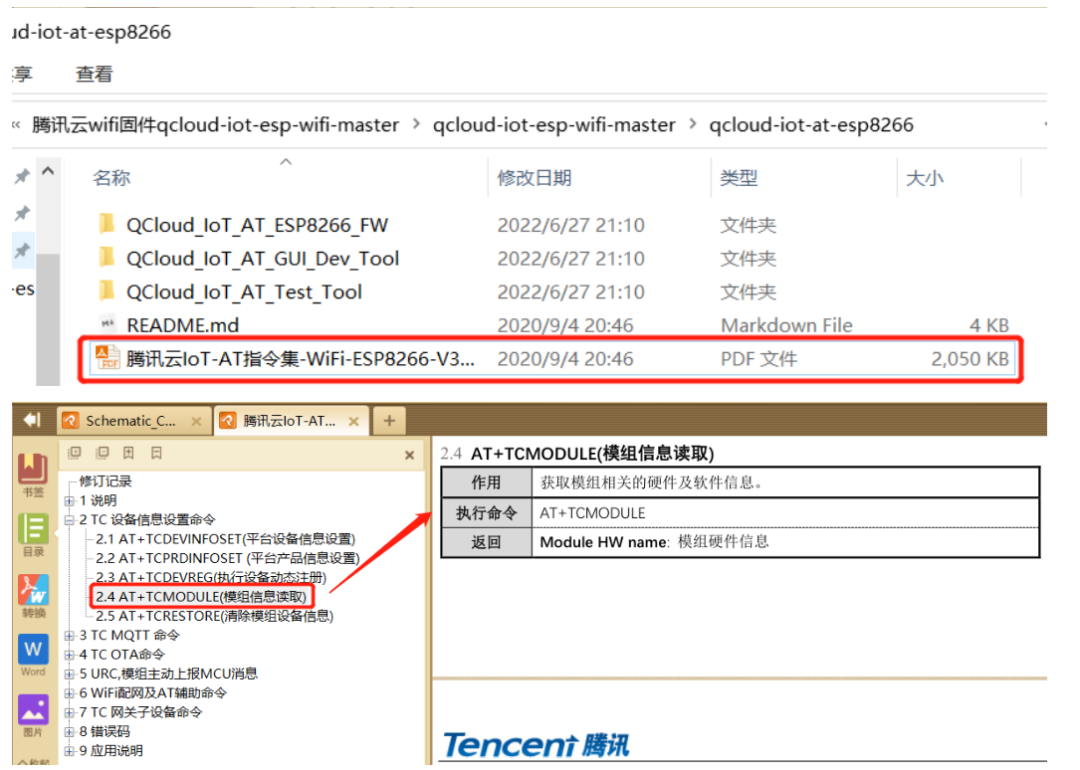 ud-iot-at-esp8266
享 查看
« 腾讯云wifi固件qcloud-iot-esp-wifi-master > qcloud-iot-esp-wifi-master > qcloud-iot-at-esp8266
名称 修改日期 类型 大小
QCloud_IoT_AT_ESP8266_FW 2022/6/27 21:10 文件夹
QCloud_IoT_AT_GUI_Dev_Tool 2022/6/27 21:10 文件夹
QCloud_IoT_AT_Test_Tool 2022/6/27 21:10 文件夹
README.md 2020/9/4 20:46 Markdown File 4 KB
腾讯云IoT-AT指令集-WiFi-ESP8266-V3... 2020/9/4 20:46 PDF 文件 2,050 KB
-es
Schematic_C... × 腾讯云IoT-AT... × +
书签
目录
转换
Word
图片
修订记录
1 说明
2 TC 设备信息设置命令
2.1 AT+TCDEVINFOSET(平台设备信息设置)
2.2 AT+TCPRDINFOSET (平台产品信息设置)
2.3 AT+TCDEVREG(执行设备动态注册)
2.4 AT+TCMODULE(模组信息读取)
2.5 AT+TCRESTORE(清除模组设备信息)
3 TC MQTT 命令
4 TC OTA命令
5 URC,模组主动上报MCU消息
6 WiFi配网及AT辅助命令
7 TC 网关子设备命令
8 错误码
9 应用说明
2.4 AT+TCMODULE(模组信息读取)
作用 获取模组相关的硬件及软件信息。
执行命令 AT+TCMODULE
返回 Module HW name: 模组硬件信息
Tencent 腾讯